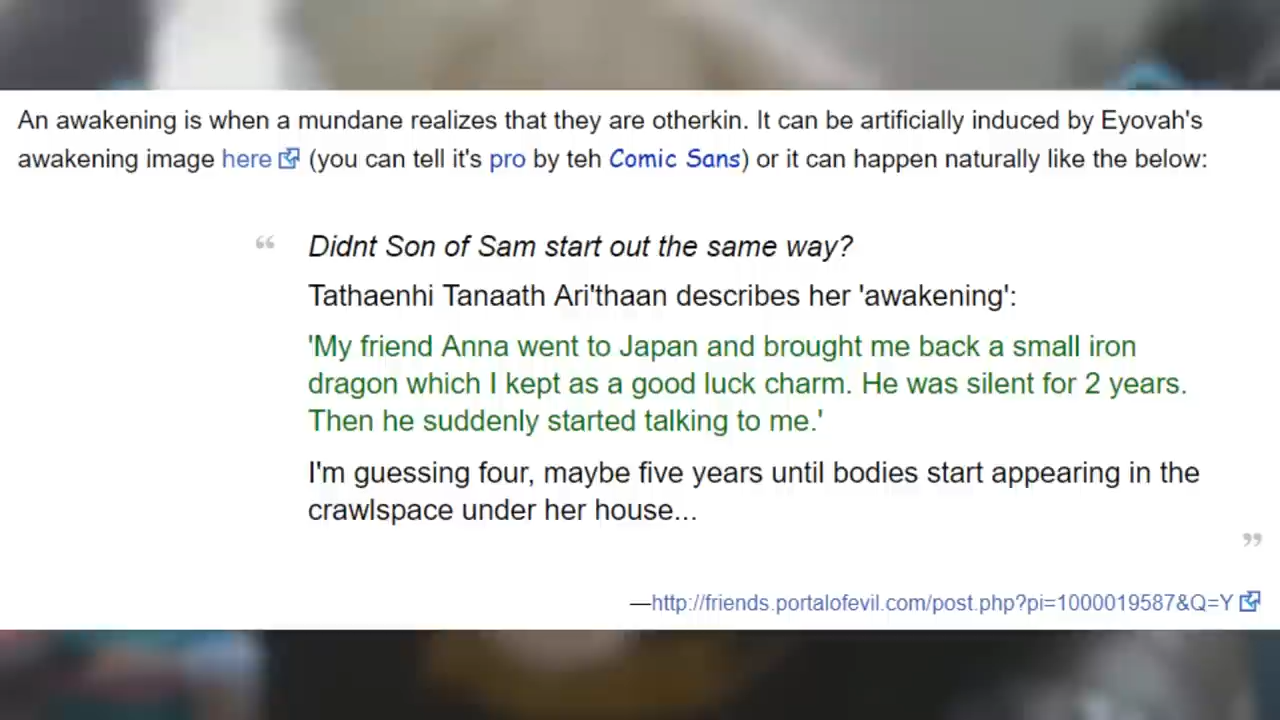 An awakening is when a mundane realizes that they are otherkin. It can be artificially induced by Eyovah's
awakening image here (you can tell it's pro by teh Comic Sans) or it can happen naturally like the below:
“
Didnt Son of Sam start out the same way?
Tathaenhi Tanaath Ari'thaan describes her 'awakening':
'My friend Anna went to Japan and brought me back a small iron
dragon which I kept as a good luck charm. He was silent for 2 years.
Then he suddenly started talking to me.'
I'm guessing four, maybe five years until bodies start appearing in the
crawlspace under her house...
”
—http://friends.portalofevil.com/post.php?pi=1000019587&Q=Y